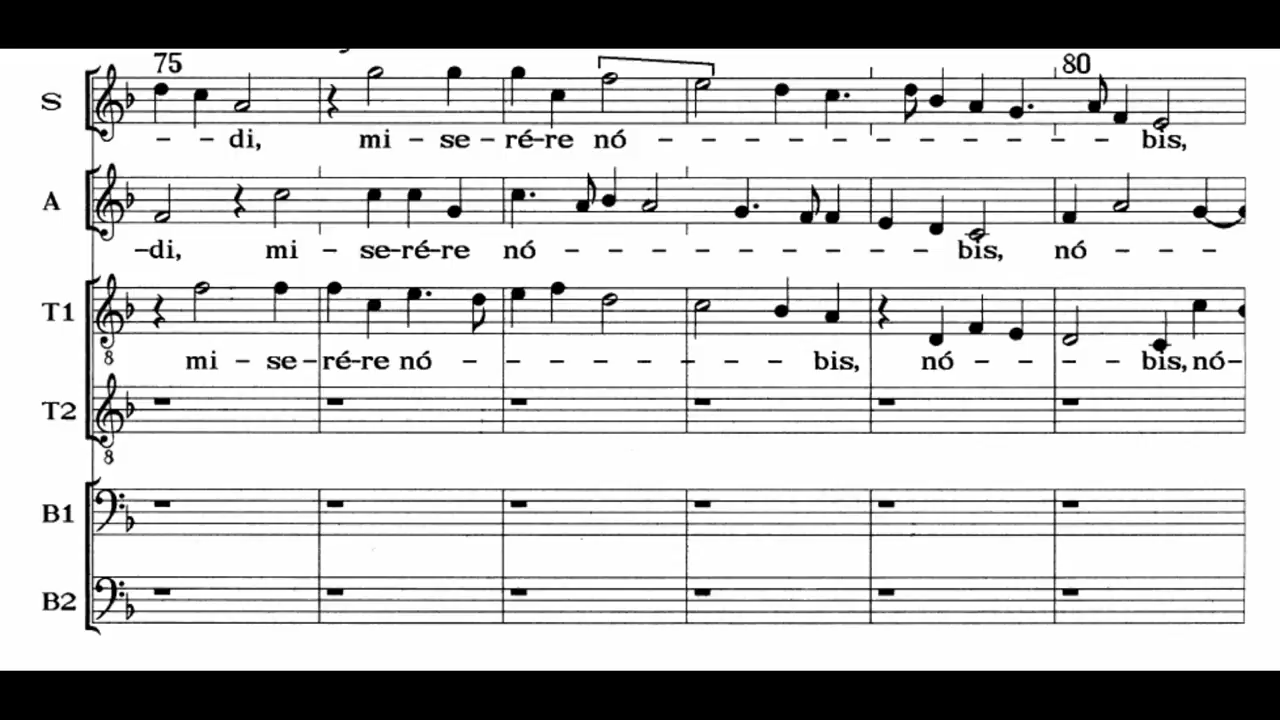 75 80
S
- - di, mi - se - ré-re nó - - - - - - - - - - - - bis,
A
-di, mi - se-ré-re nó - - - - - - - - - bis, nó - - -
T1
mi - se-ré-re nó - - - - - - - - - bis, nó - - - bis, nó-
8
T2
8
B1
B2